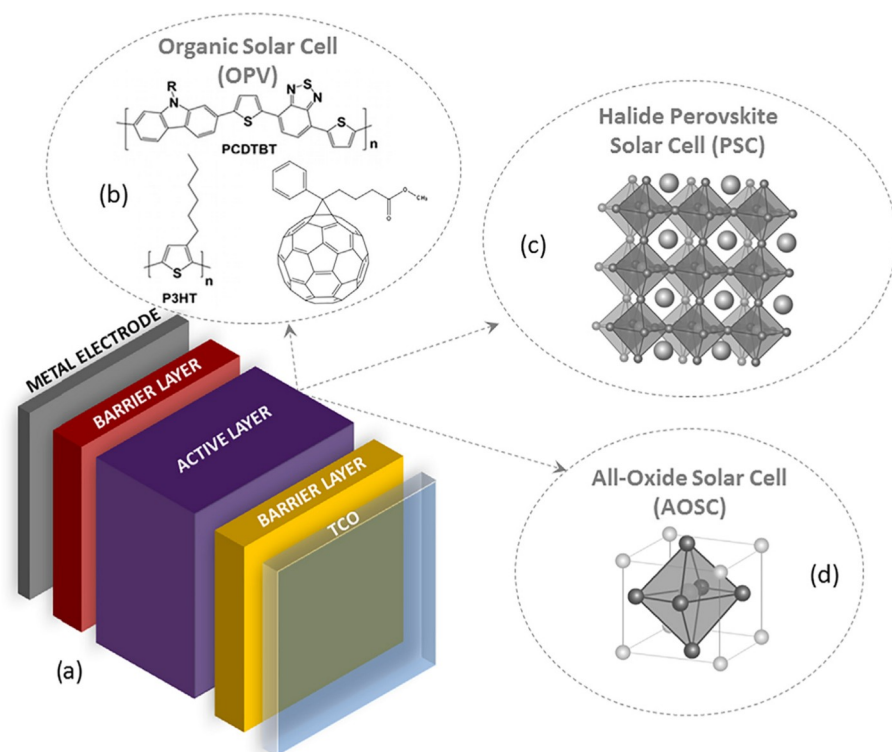 Organic Solar Cell
(OPV)
R
N
S
N
S
N
S
n
PCDTBT
(b)
O
CH₃
O
S
n
P3HT
Halide Perovskite
Solar Cell (PSC)
(c)
METAL ELECTRODE
BARRIER LAYER
ACTIVE LAYER
BARRIER LAYER
TCO
(a)
All-Oxide Solar Cell
(AOSC)
(d)